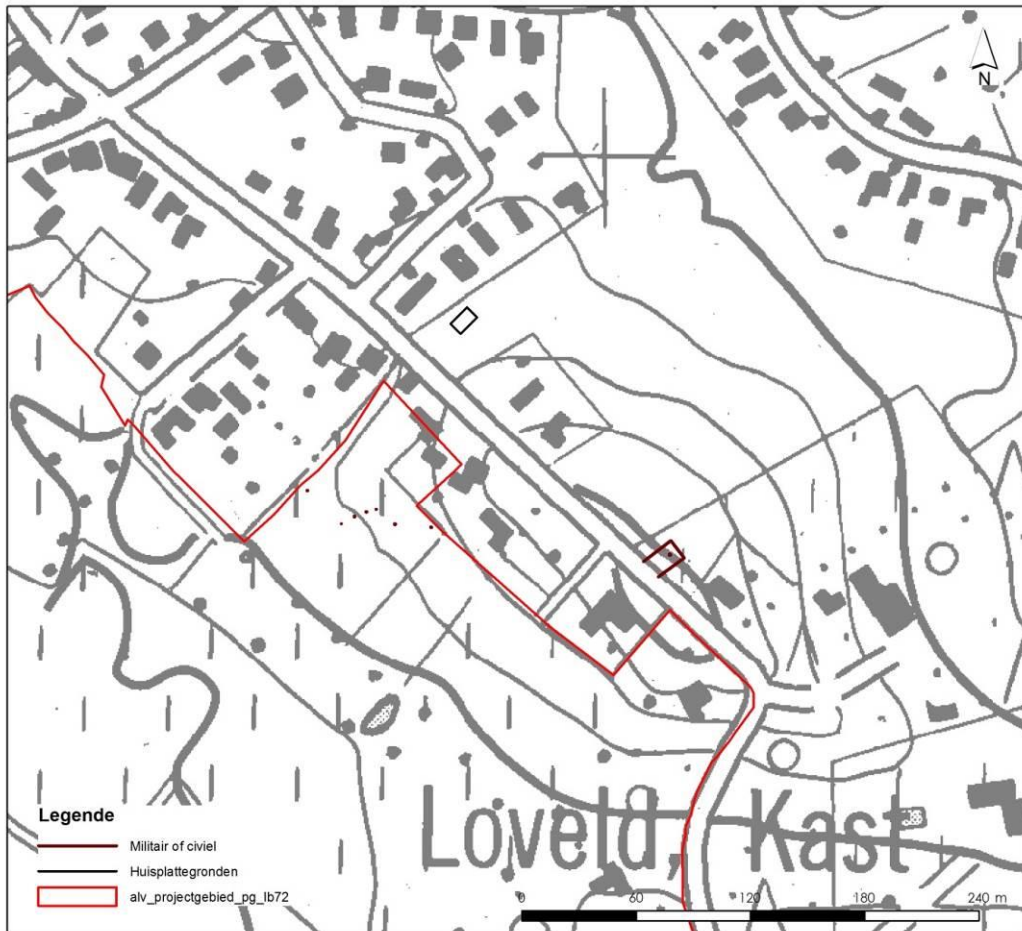 N
Loveld, Kast
Legende
Militair of civiel
Huisplattegronden
alv_projectgebied_pg_lb72
0 60 120 180 240 m